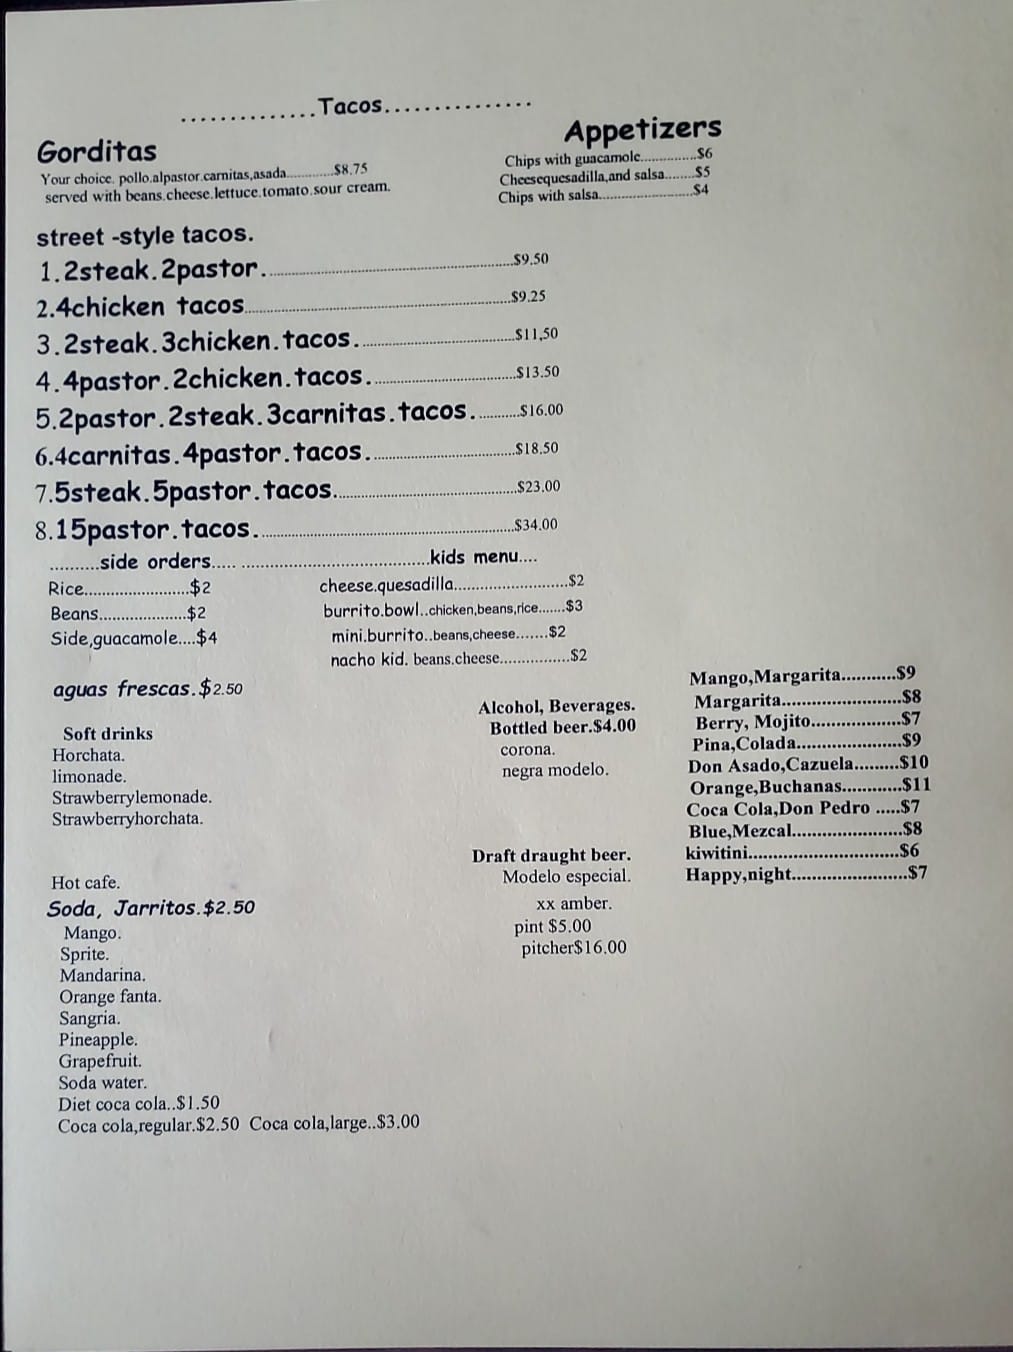 ..............Tacos...............
Gorditas
Your choice. pollo.alpastor.carnitas,asada.............$8.75
served with beans.cheese.lettuce.tomato.sour cream.
Appetizers
Chips with guacamole...............$6
Cheesequesadilla,and salsa........$5
Chips with salsa..........................$4
street -style tacos.
1.2steak.2pastor..........................$9.50
2.4chicken tacos..........................$9.25
3.2steak.3chicken.tacos..........................$11,50
4.4pastor.2chicken.tacos..........................$13.50
5.2pastor.2steak.3carnitas.tacos...........$16.00
6.4carnitas.4pastor.tacos..........................$18.50
7.5steak.5pastor.tacos..........................$23.00
8.15pastor.tacos..........................$34.00
..........side orders..... ......................................kids menu....
Rice.........................$2
Beans.....................$2
Side,guacamole....$4
cheese.quesadilla.........................$2
burrito.bowl..chicken,beans,rice.......$3
mini.burrito..beans,cheese.......$2
nacho kid. beans.cheese................$2
aguas frescas.$2.50
Soft drinks
Horchata.
limonade.
Strawberrylemonade.
Strawberryhorchata.
Hot cafe.
Soda, Jarritos.$2.50
Mango.
Sprite.
Mandarina.
Orange fanta.
Sangria.
Pineapple.
Grapefruit.
Soda water.
Diet coca cola..$1.50
Coca cola,regular.$2.50 Coca cola,large..$3.00
Alcohol, Beverages.
Bottled beer.$4.00
corona.
negra modelo.
Draft draught beer.
Modelo especial.
xx amber.
pint $5.00
pitcher$16.00
Mango,Margarita...........$9
Margarita........................$8
Berry, Mojito..................$7
Pina,Colada.....................$9
Don Asado,Cazuela.........$10
Orange,Buchanas............$11
Coca Cola,Don Pedro .....$7
Blue,Mezcal......................$8
kiwitini..............................$6
Happy,night.......................$7